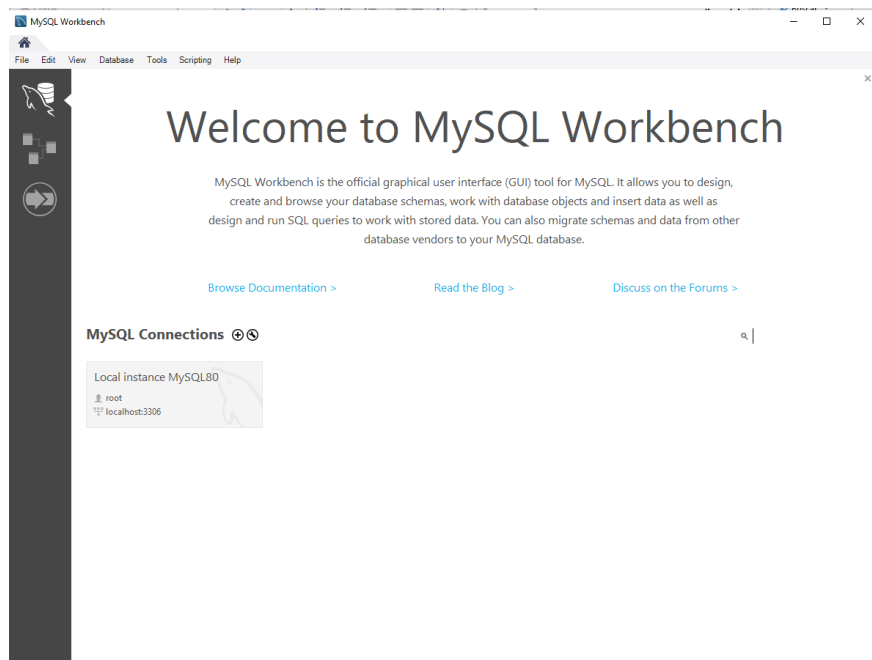 MySQL Workbench
File Edit View Database Tools Scripting Help
Welcome to MySQL Workbench
MySQL Workbench is the official graphical user interface (GUI) tool for MySQL. It allows you to design,
create and browse your database schemas, work with database objects and insert data as well as
design and run SQL queries to work with stored data. You can also migrate schemas and data from other
database vendors to your MySQL database.
Browse Documentation > Read the Blog > Discuss on the Forums >
MySQL Connections
Local instance MySQL80
root
localhost:3306